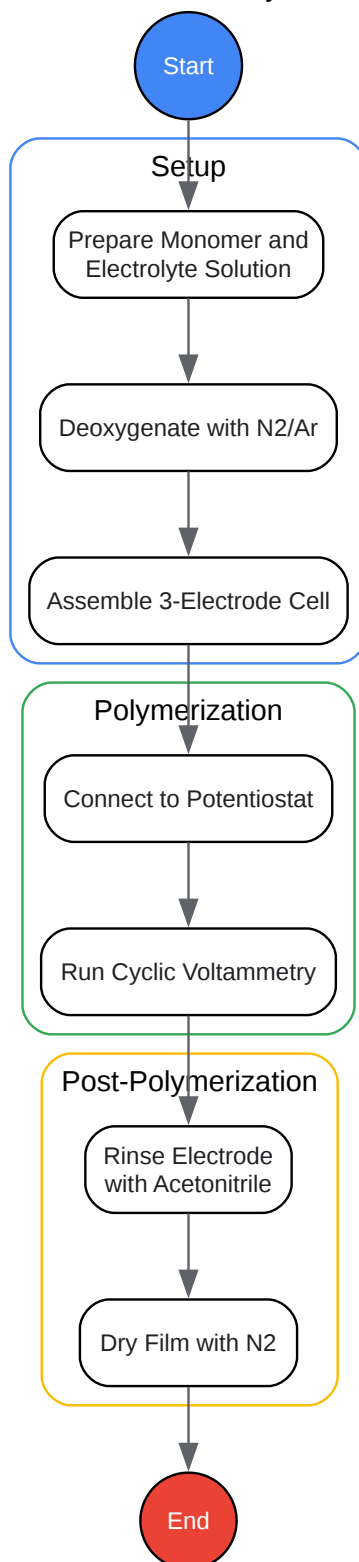 Start
Setup
Prepare Monomer and
Electrolyte Solution
Deoxygenate with N2/Ar
Assemble 3-Electrode Cell
Polymerization
Connect to Potentiostat
Run Cyclic Voltammetry
Post-Polymerization
Rinse Electrode
with Acetonitrile
Dry Film with N2
End